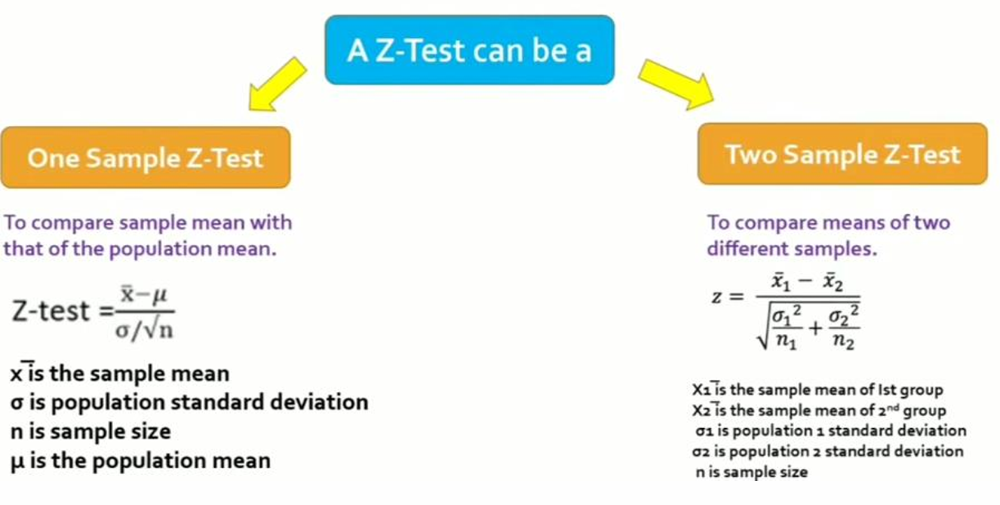 A Z-Test can be a
One Sample Z-Test
To compare sample mean with
that of the population mean.
Z-test = x̄−μ / σ/√n
x̄ is the sample mean
σ is population standard deviation
n is sample size
μ is the population mean
Two Sample Z-Test
To compare means of two
different samples.
z = x̄₁ − x̄₂ / √(σ₁²/n₁ + σ₂²/n₂)
X1̄ is the sample mean of Ist group
X2̄ is the sample mean of 2ⁿᵈ group
σ1 is population 1 standard deviation
σ2 is population 2 standard deviation
n is sample size